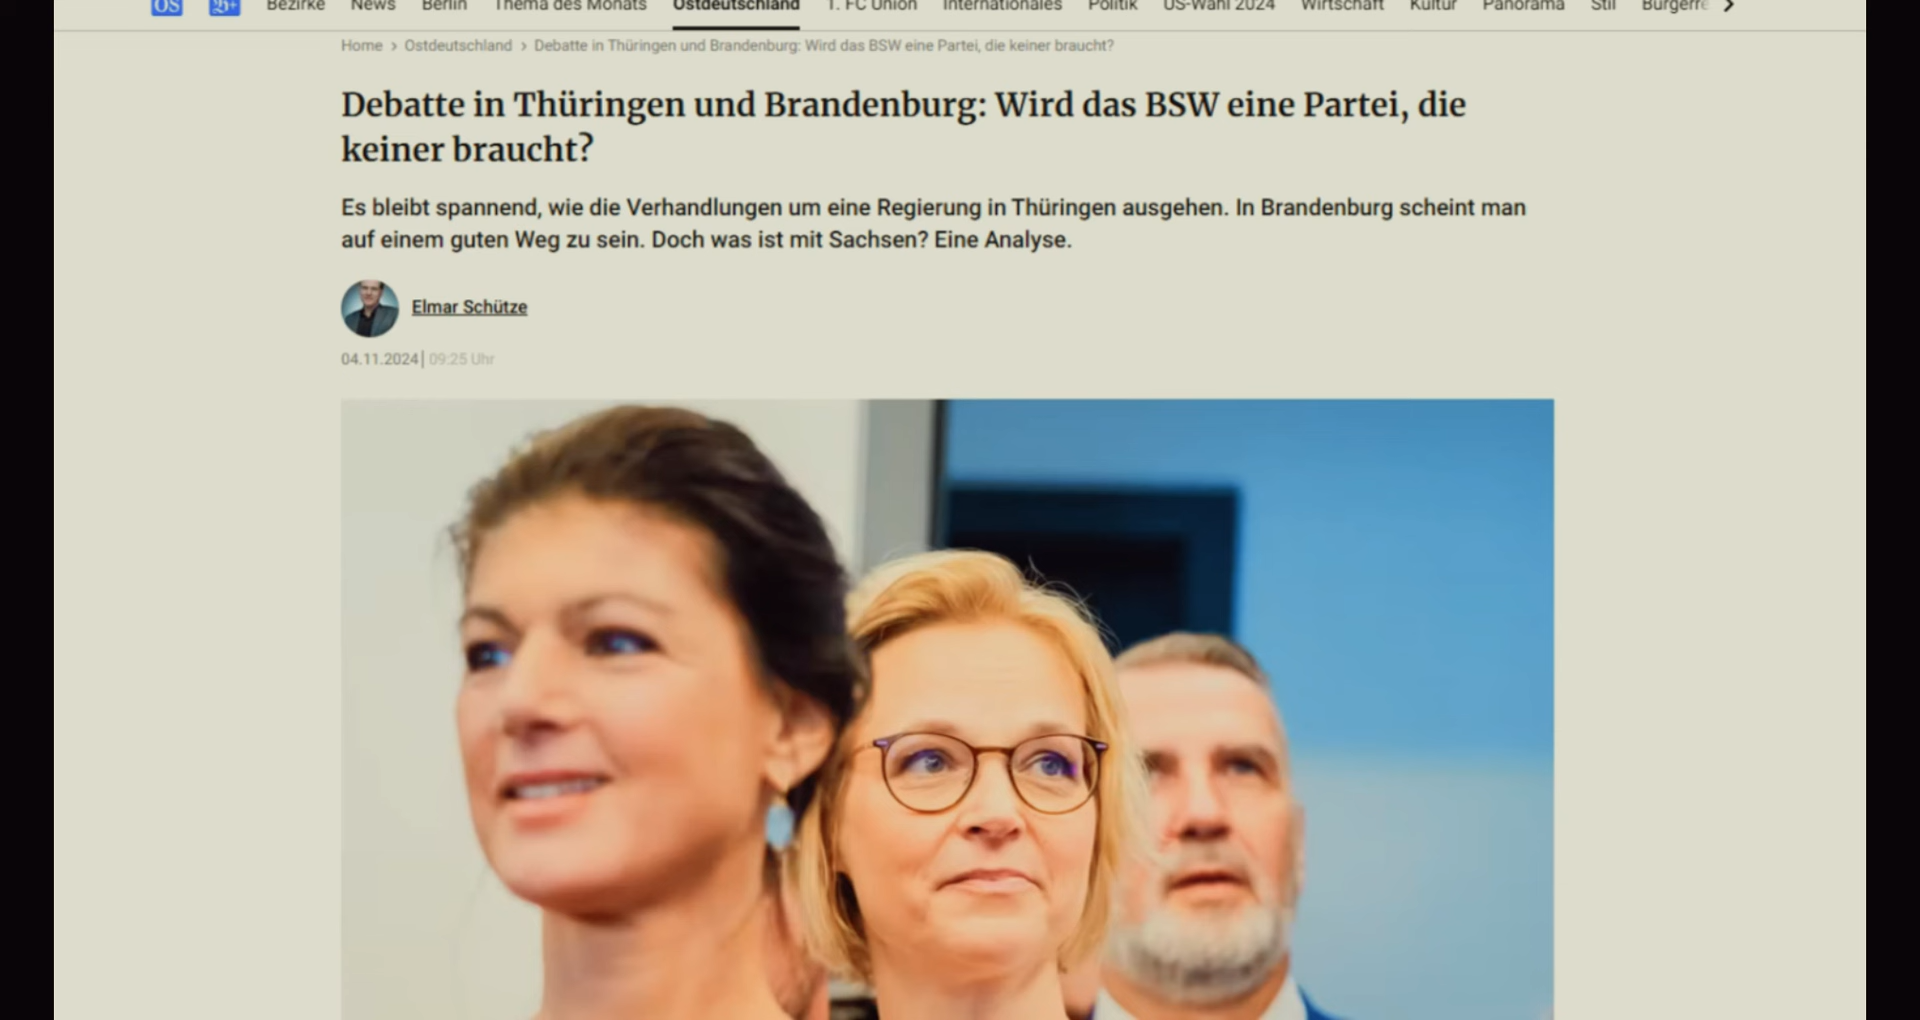 OS B+ Bezirke News Berlin Thema des Monats Ostdeutschland 1. FC Union Internationales Politik US-Wahl 2024 Wirtschaft Kultur Panorama Stil
Home › Ostdeutschland › Debatte in Thüringen und Brandenburg: Wird das BSW eine Partei, die keiner braucht?
Debatte in Thüringen und Brandenburg: Wird das BSW eine Partei, die
keiner braucht?
Es bleibt spannend, wie die Verhandlungen um eine Regierung in Thüringen ausgehen. In Brandenburg scheint man
auf einem guten Weg zu sein. Doch was ist mit Sachsen? Eine Analyse.
Elmar Schütze
04.11.2024| 09:25 Uhr